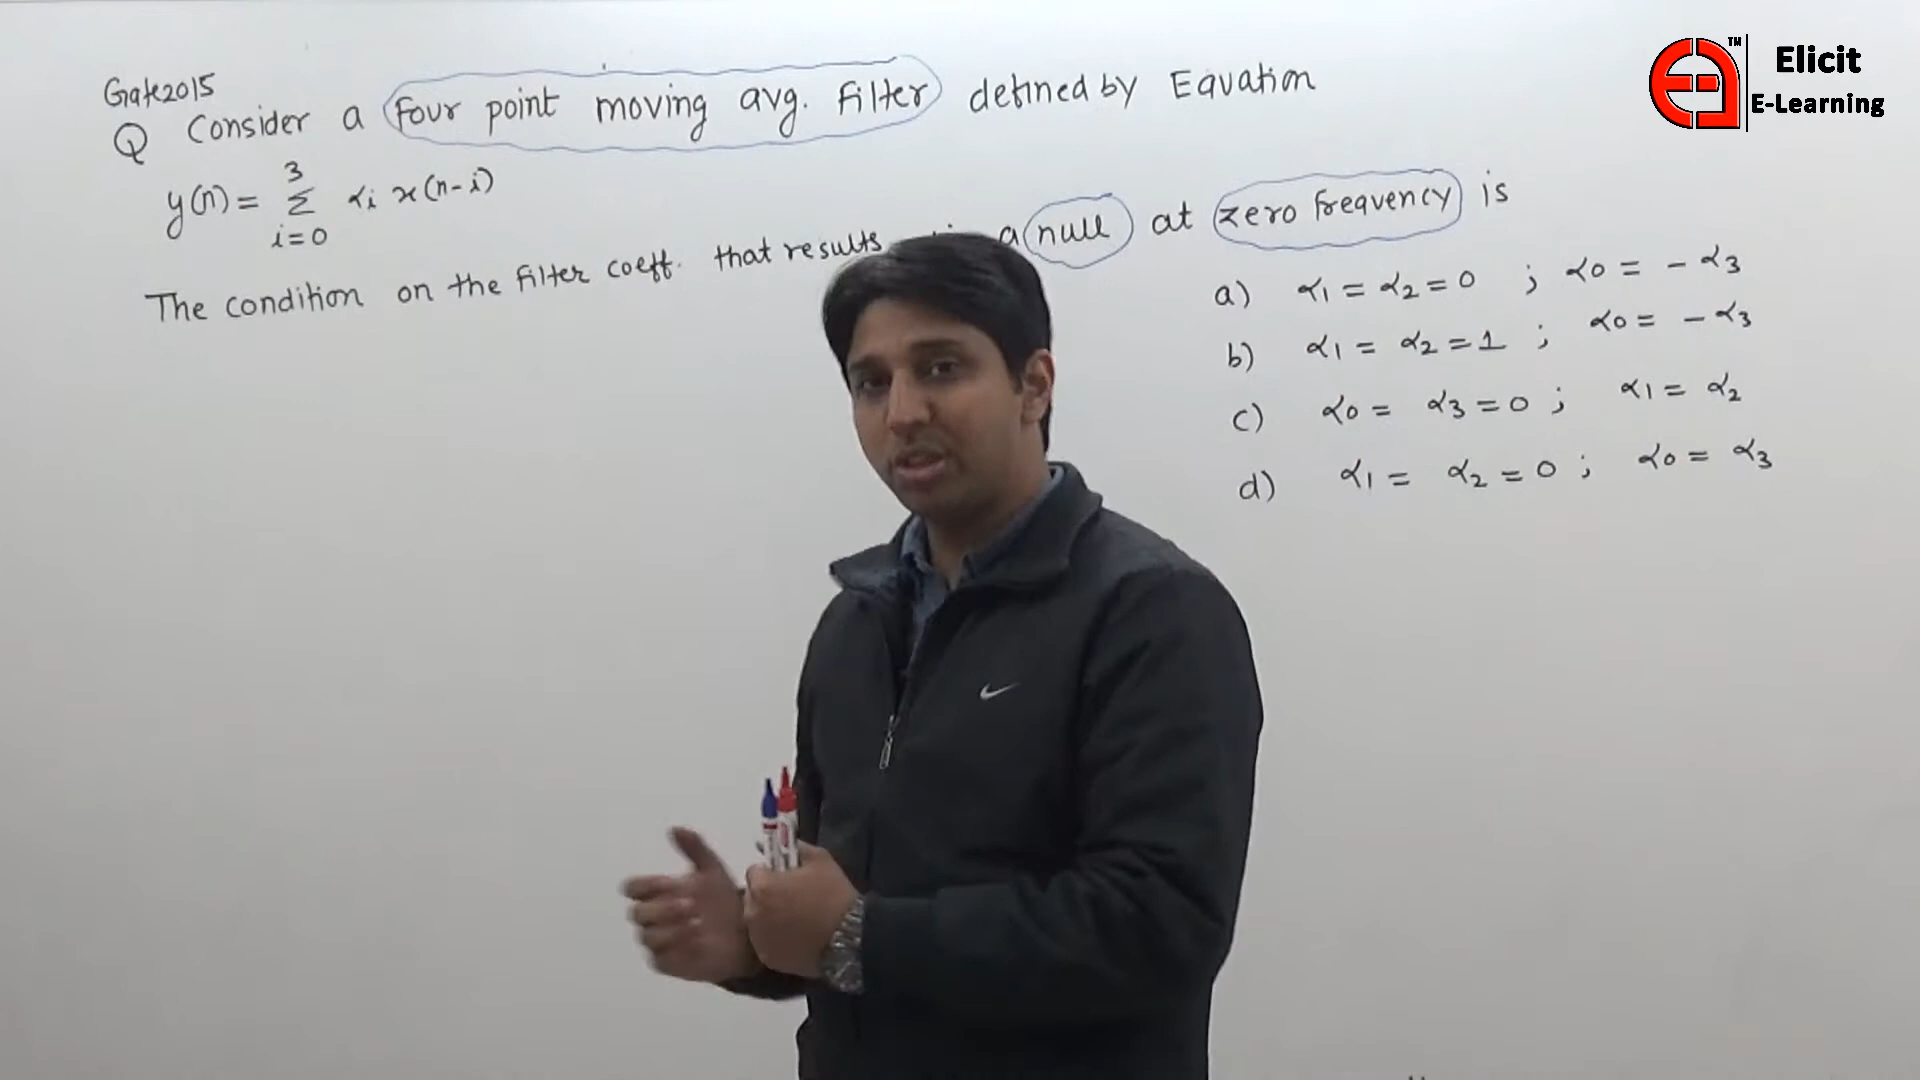 Gate2015
Q Consider a four point moving avg. filter defined by Equation
y(n) = 3 Σ i=0 αi x(n-i)
The condition on the filter coeff. that results a null at zero frequency is
a) α1 = α2 = 0 ; α0 = - α3
b) α1 = α2 = 1 ; α0 = - α3
c) α0 = α3 = 0 ; α1 = α2
d) α1 = α2 = 0 ; α0 = α3
TM
Elicit
E-Learning